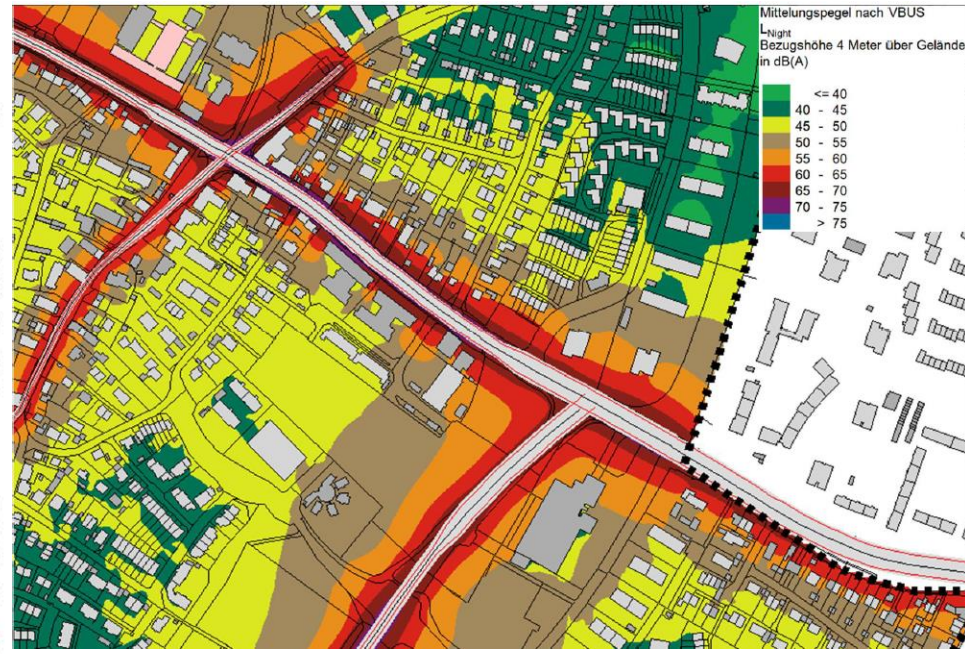 Mittelungspegel nach VBUS
LNight
Bezugshöhe 4 Meter über Gelände
in dB(A)
<= 40
40 - 45
45 - 50
50 - 55
55 - 60
60 - 65
65 - 70
70 - 75
> 75